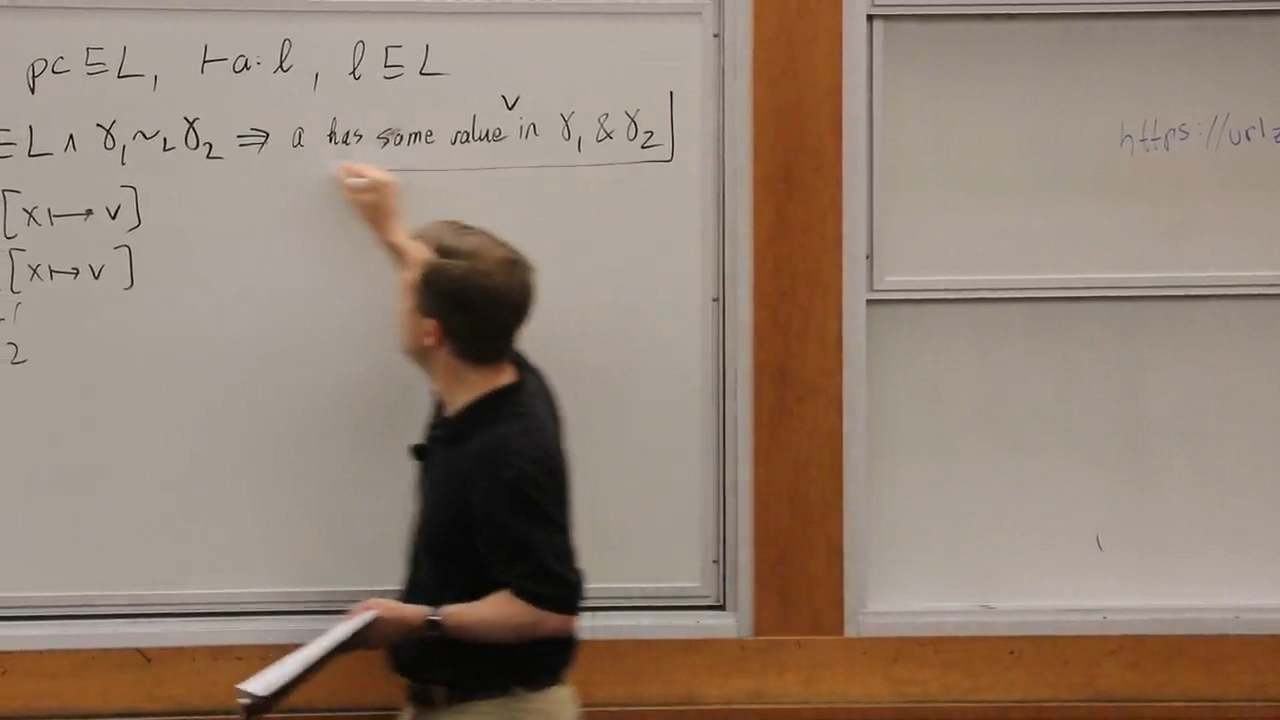 pc ⊑ L, ⊢ a: ℓ, ℓ ⊑ L
⊑ L ∧ γ₁ ~L γ₂ ⇒ a has same value v in γ₁ & γ₂
[x ↦ v]
[x ↦ v]
2
https://url